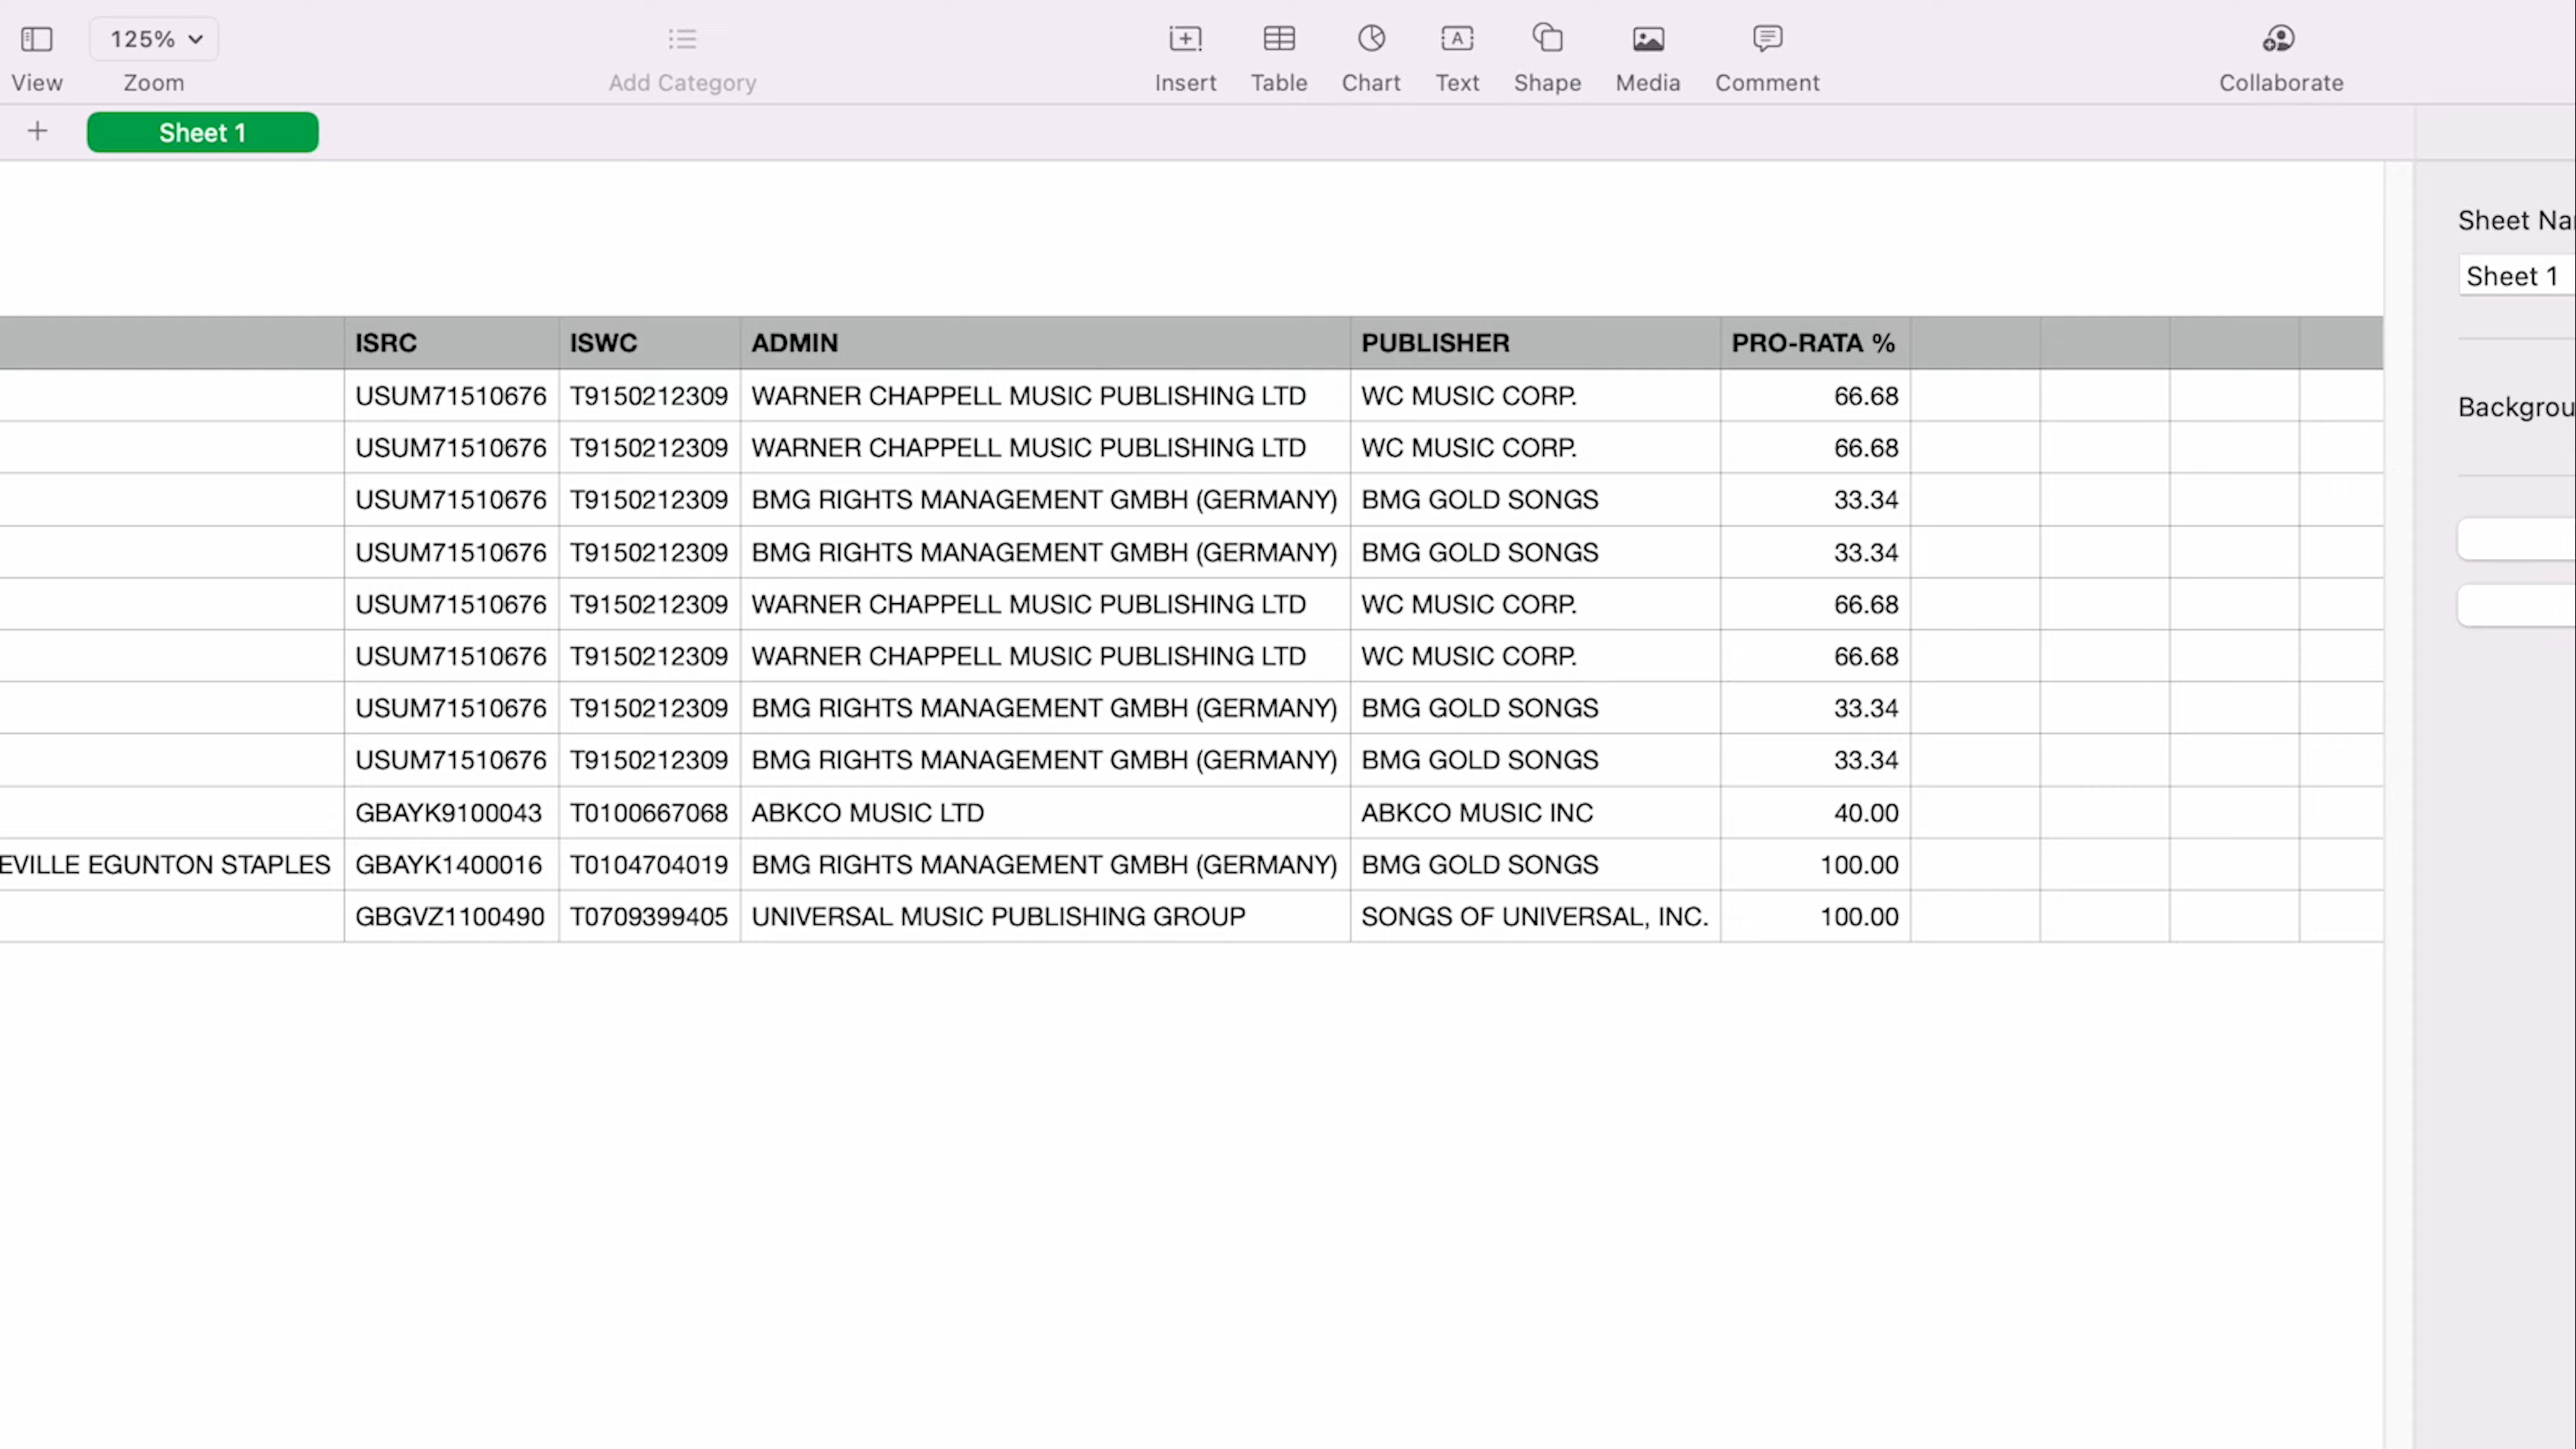 125%
View
Zoom
Add Category
Insert
Table
Chart
Text
Shape
Media
Comment
Collaborate
Sheet 1
Sheet Na
Sheet 1
Backgrou
ISRC ISWC ADMIN PUBLISHER PRO-RATA %
USUM71510676 T9150212309 WARNER CHAPPELL MUSIC PUBLISHING LTD WC MUSIC CORP. 66.68
USUM71510676 T9150212309 WARNER CHAPPELL MUSIC PUBLISHING LTD WC MUSIC CORP. 66.68
USUM71510676 T9150212309 BMG RIGHTS MANAGEMENT GMBH (GERMANY) BMG GOLD SONGS 33.34
USUM71510676 T9150212309 BMG RIGHTS MANAGEMENT GMBH (GERMANY) BMG GOLD SONGS 33.34
USUM71510676 T9150212309 WARNER CHAPPELL MUSIC PUBLISHING LTD WC MUSIC CORP. 66.68
USUM71510676 T9150212309 WARNER CHAPPELL MUSIC PUBLISHING LTD WC MUSIC CORP. 66.68
USUM71510676 T9150212309 BMG RIGHTS MANAGEMENT GMBH (GERMANY) BMG GOLD SONGS 33.34
USUM71510676 T9150212309 BMG RIGHTS MANAGEMENT GMBH (GERMANY) BMG GOLD SONGS 33.34
GBAYK9100043 T0100667068 ABKCO MUSIC LTD ABKCO MUSIC INC 40.00
EVILLE EGUNTON STAPLES GBAYK1400016 T0104704019 BMG RIGHTS MANAGEMENT GMBH (GERMANY) BMG GOLD SONGS 100.00
GBGVZ1100490 T0709399405 UNIVERSAL MUSIC PUBLISHING GROUP SONGS OF UNIVERSAL, INC. 100.00